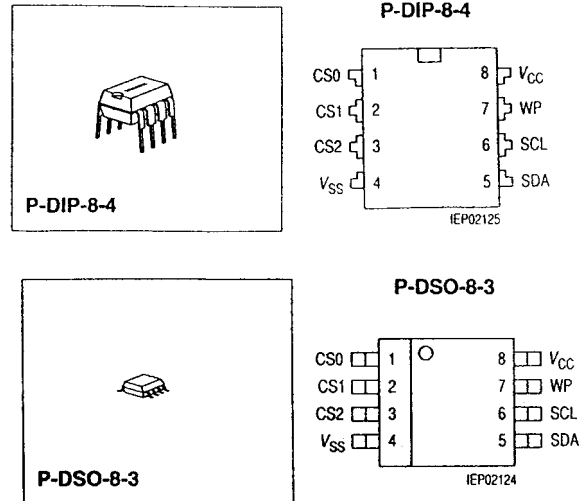 P-DIP-8-4
P-DIP-8-4
CS0 1 8 VCC
CS1 2 7 WP
CS2 3 6 SCL
VSS 4 5 SDA
IEP02125
P-DSO-8-3
P-DSO-8-3
CS0 1 8 VCC
CS1 2 7 WP
CS2 3 6 SCL
VSS 4 5 SDA
IEP02124